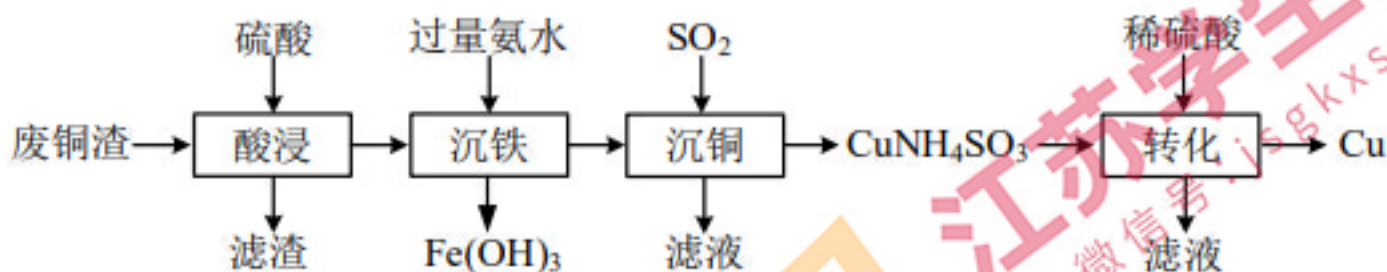 硫酸 过量氨水 SO₂ 稀硫酸
废铜渣 酸浸 沉铁 沉铜 CuNH₄SO₃ 转化 Cu
滤渣 Fe(OH)₃ 滤液 滤液
江苏学生
微信号:jsgkxs